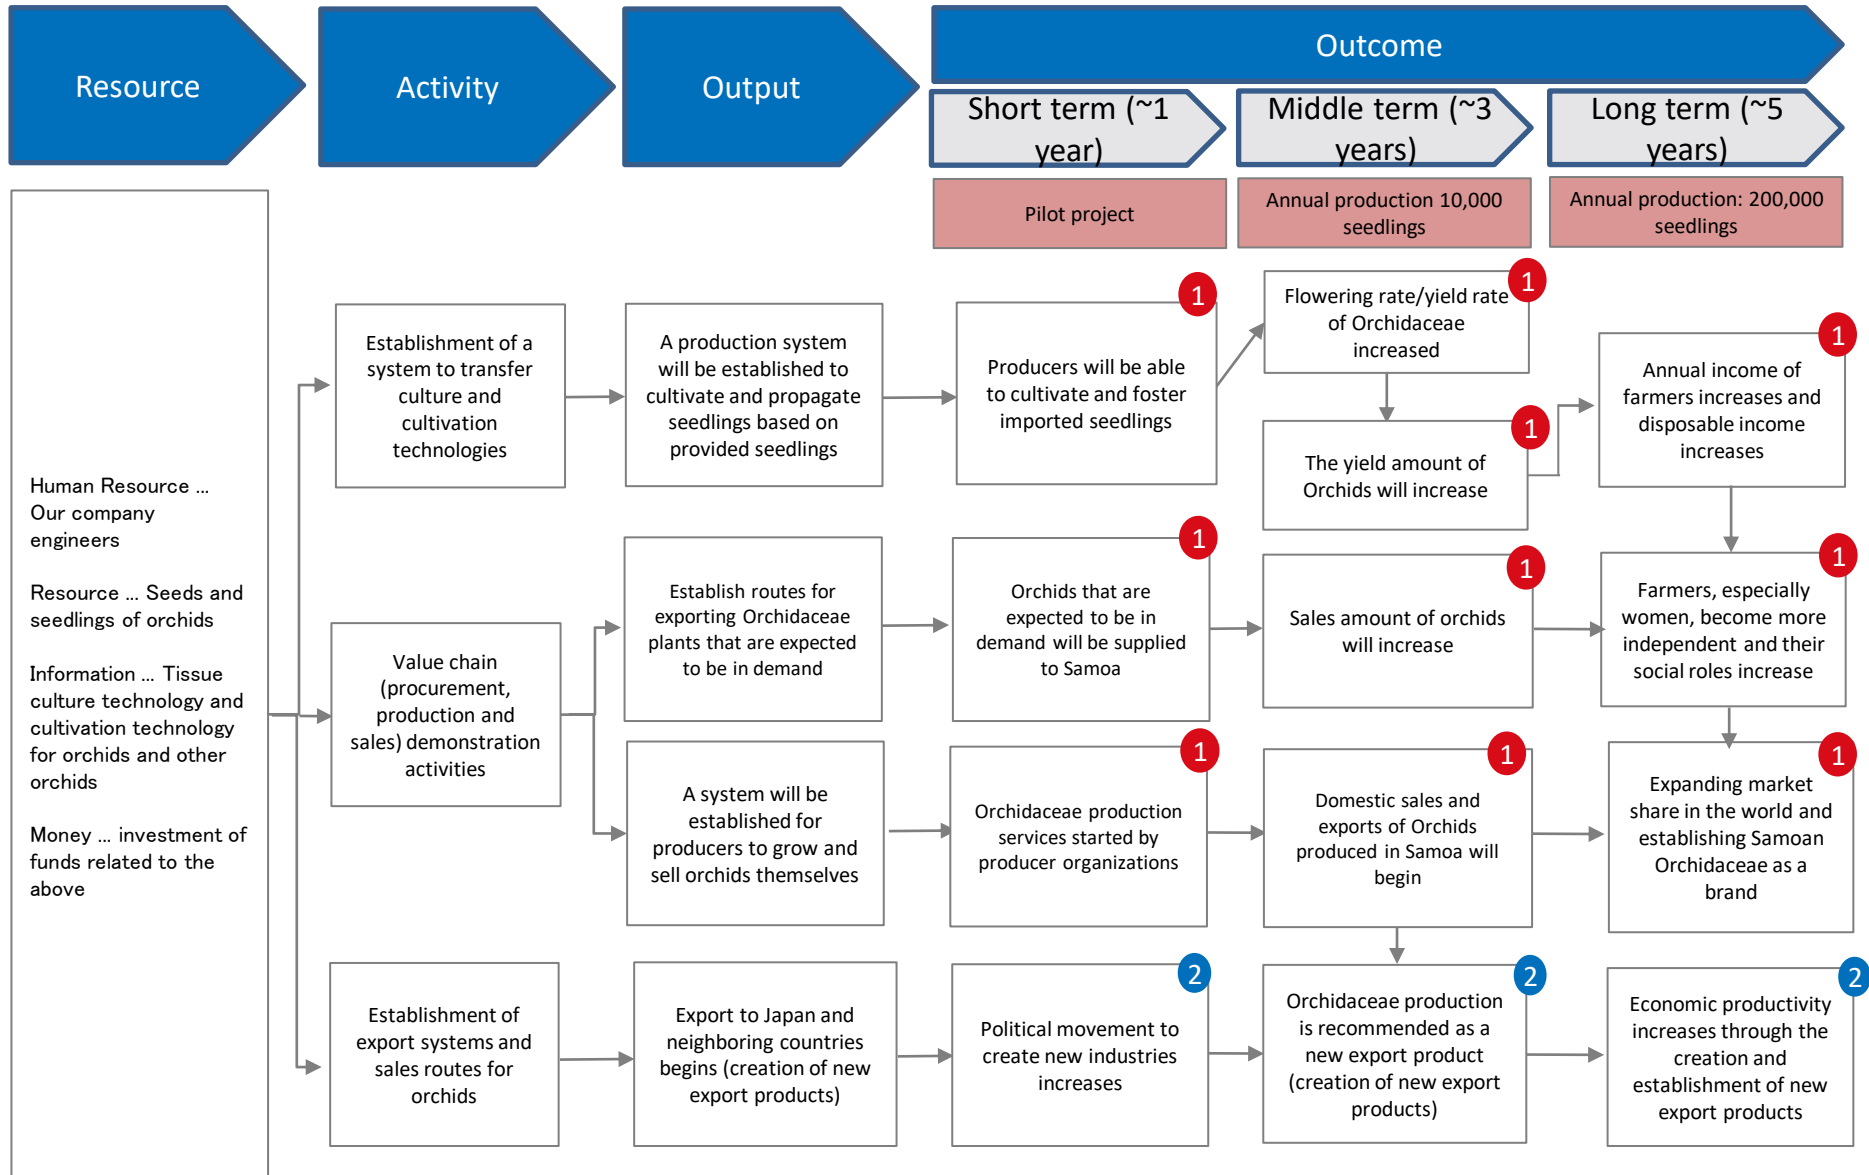 Resource
Activity
Output
Outcome
Short term (~1
year)
Middle term (~3
years)
Long term (~5
years)
Pilot project
Annual production 10,000
seedlings
Annual production: 200,000
seedlings
Human Resource ...
Our company
engineers
Resource ... Seeds and
seedlings of orchids
Information ... Tissue
culture technology and
cultivation technology
for orchids and other
orchids
Money ... investment of
funds related to the
above
Establishment of a
system to transfer
culture and
cultivation
technologies
A production system
will be established to
cultivate and propagate
seedlings based on
provided seedlings
1
Producers will be able
to cultivate and foster
imported seedlings
1
Flowering rate/yield rate
of Orchidaceae
increased
1
The yield amount of
Orchids will increase
1
Annual income of
farmers increases and
disposable income
increases
Value chain
(procurement,
production and
sales) demonstration
activities
Establish routes for
exporting Orchidaceae
plants that are expected
to be in demand
1
Orchids that are
expected to be in
demand will be supplied
to Samoa
1
Sales amount of orchids
will increase
1
Farmers, especially
women, become more
independent and their
social roles increase
A system will be
established for
producers to grow and
sell orchids themselves
1
Orchidaceae production
services started by
producer organizations
1
Domestic sales and
exports of Orchids
produced in Samoa will
begin
1
Expanding market
share in the world and
establishing Samoan
Orchidaceae as a
brand
Establishment of
export systems and
sales routes for
orchids
Export to Japan and
neighboring countries
begins (creation of new
export products)
2
Political movement to
create new industries
increases
2
Orchidaceae production
is recommended as a
new export product
(creation of new export
products)
2
Economic productivity
increases through the
creation and
establishment of new
export products